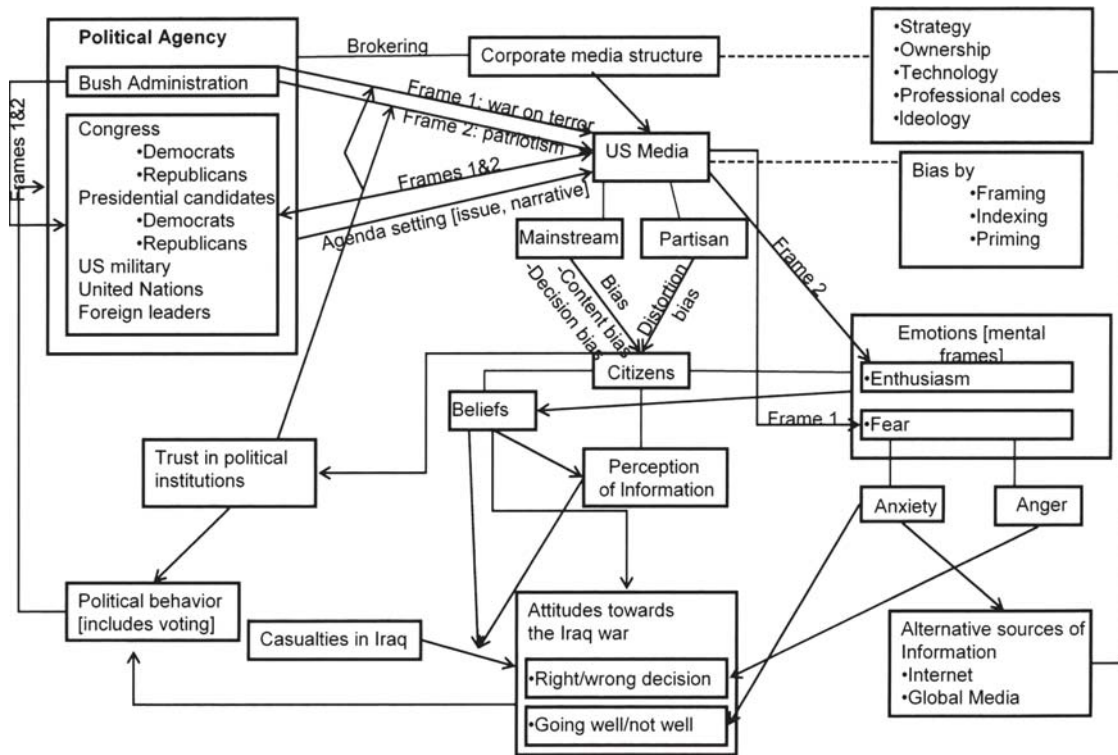 Political Agency
Bush Administration
Congress
•Democrats
•Republicans
Presidential candidates
•Democrats
•Republicans
US military
United Nations
Foreign leaders
Frames 1&2
Brokering
Corporate media structure
•Strategy
•Ownership
•Technology
•Professional codes
•Ideology
Frame 1: war on terror
Frame 2: patriotism
Frames 1&2
Agenda setting [issue, narrative]
US Media
Bias by
•Framing
•Indexing
•Priming
Mainstream
Partisan
Bias
-Content bias
-Decision bias
Distortion
bias
Frame 2
Frame 1
Citizens
Emotions [mental
frames]
•Enthusiasm
•Fear
Beliefs
Perception
of Information
Trust in political
institutions
Anxiety
Anger
Political behavior
[includes voting]
Casualties in Iraq
Attitudes towards
the Iraq war
•Right/wrong decision
•Going well/not well
Alternative sources of
Information
•Internet
•Global Media